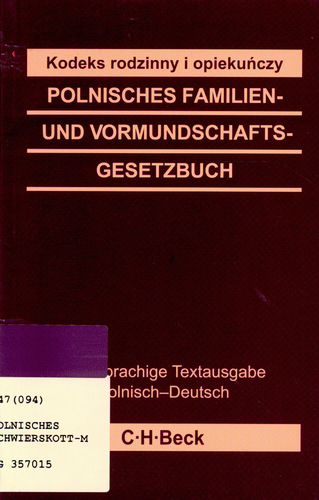 Kodeks rodzinny i opiekuńczy
POLNISCHES FAMILIEN-
UND VORMUNDSCHAFTS-
GESETZBUCH
prachige Textausgabe
olnisch–Deutsch
C·H·Beck
47(094)
OLNISCHES
CHWIERSKOTT-M
G 357015